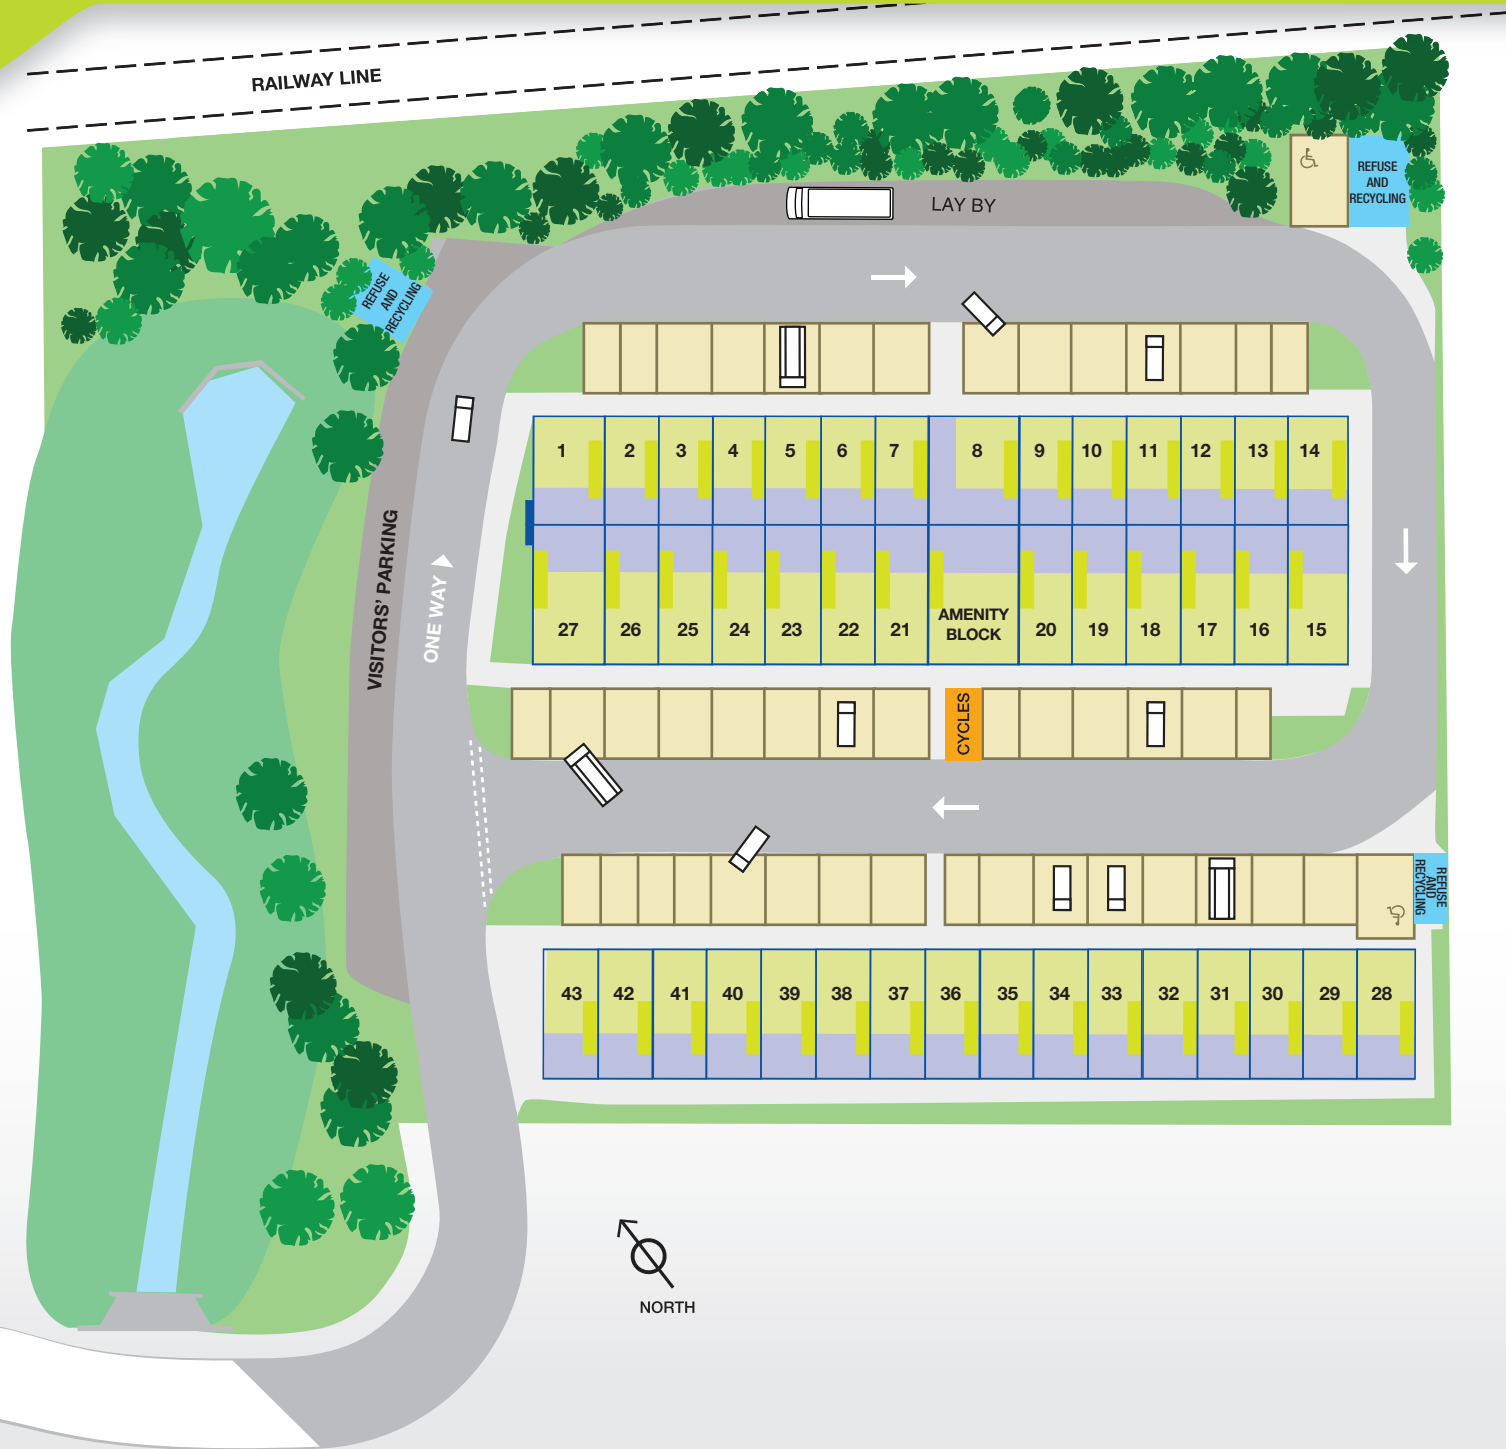 RAILWAY LINE
REFUSE
AND
RECYCLING
LAY BY
REFUSE
AND
RECYCLING
1 2 3 4 5 6 7 8 9 10 11 12 13 14
VISITORS' PARKING
ONE WAY
27 26 25 24 23 22 21
AMENITY
BLOCK
20 19 18 17 16 15
CYCLES
REFUSE
AND
RECYCLING
43 42 41 40 39 38 37 36 35 34 33 32 31 30 29 28
NORTH